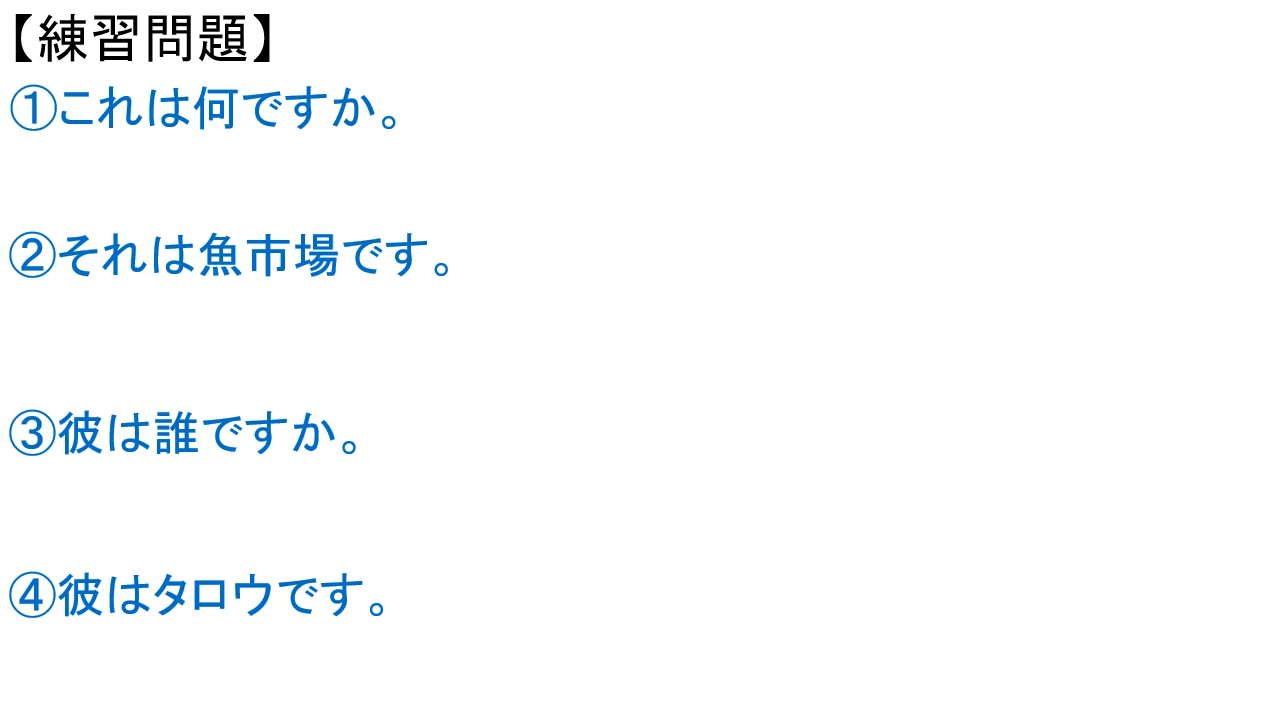 【練習問題】
①これは何ですか。
②それは魚市場です。
③彼は誰ですか。
④彼はタロウです。